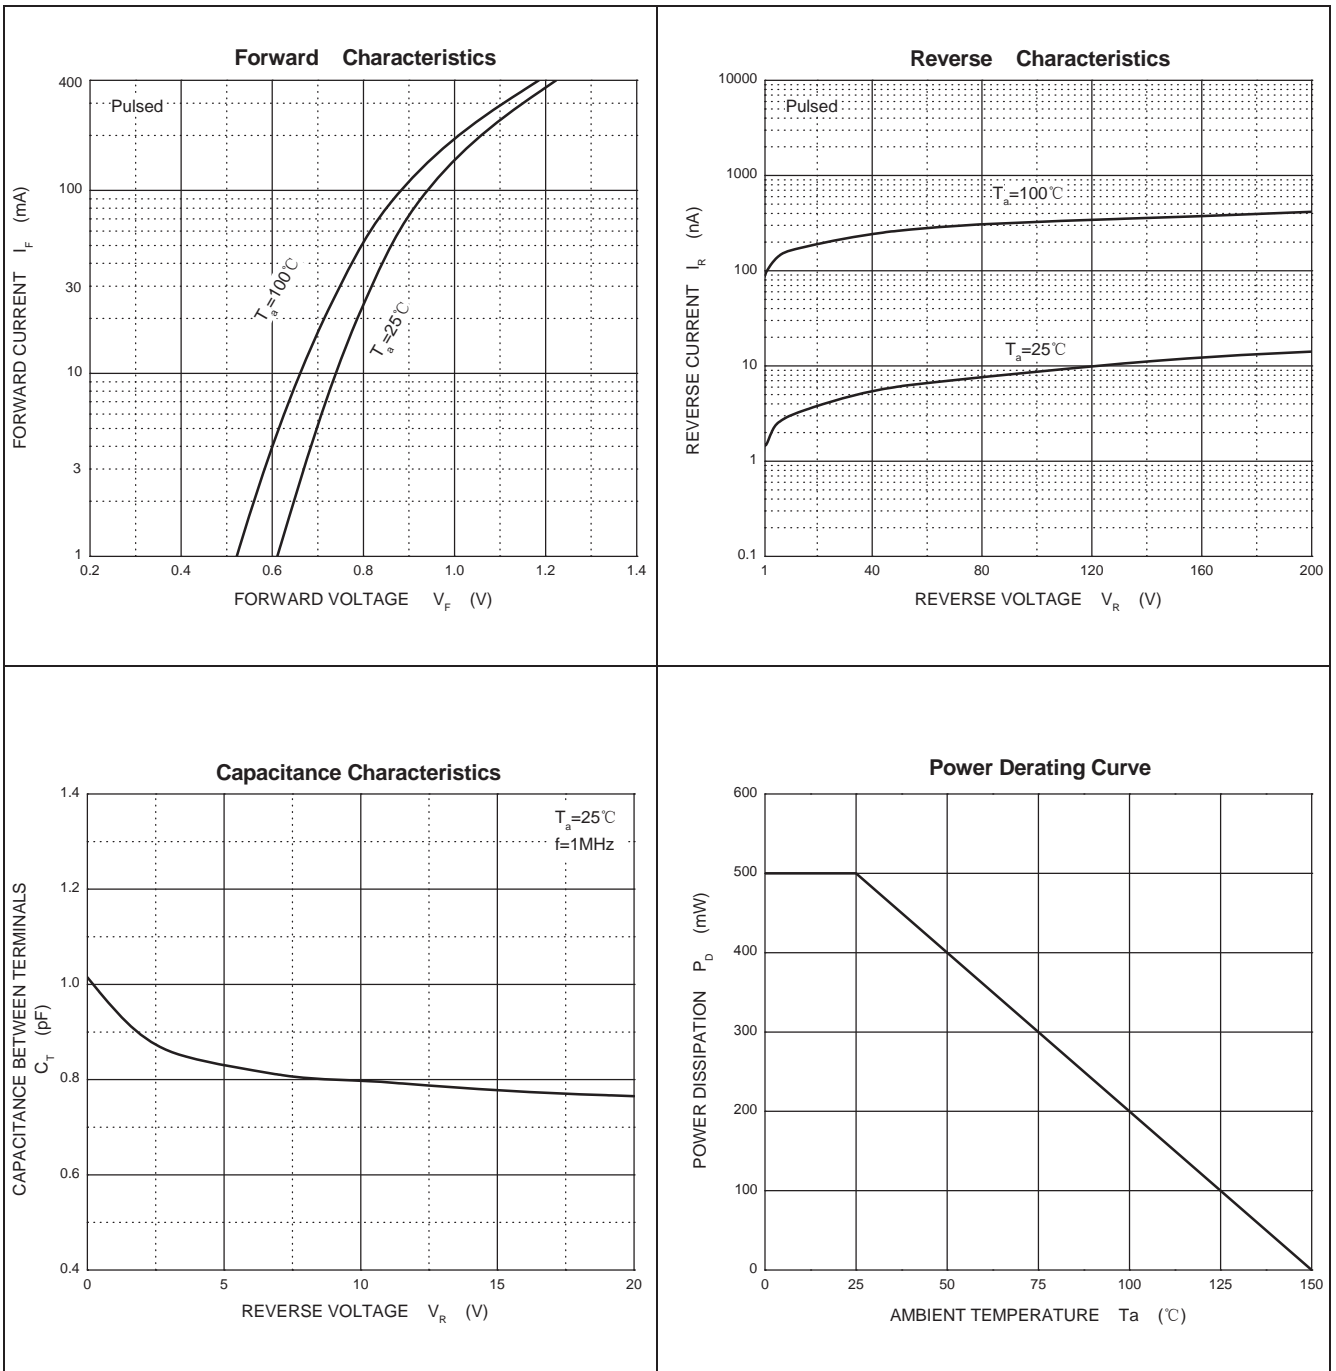 Forward Characteristics
Pulsed
400
100
30
10
3
1
FORWARD CURRENT I_F (mA)
T_a=100℃
T_a=25℃
0.2 0.4 0.6 0.8 1.0 1.2 1.4
FORWARD VOLTAGE V_F (V)
Reverse Characteristics
Pulsed
10000
1000
100
10
1
0.1
REVERSE CURRENT I_R (nA)
T_a=100℃
T_a=25℃
1 40 80 120 160 200
REVERSE VOLTAGE V_R (V)
Capacitance Characteristics
T_a=25℃
f=1MHz
1.4
1.2
1.0
0.8
0.6
0.4
CAPACITANCE BETWEEN TERMINALS
C_T (pF)
0 5 10 15 20
REVERSE VOLTAGE V_R (V)
Power Derating Curve
600
500
400
300
200
100
0
POWER DISSIPATION P_D (mW)
0 25 50 75 100 125 150
AMBIENT TEMPERATURE Ta (℃)